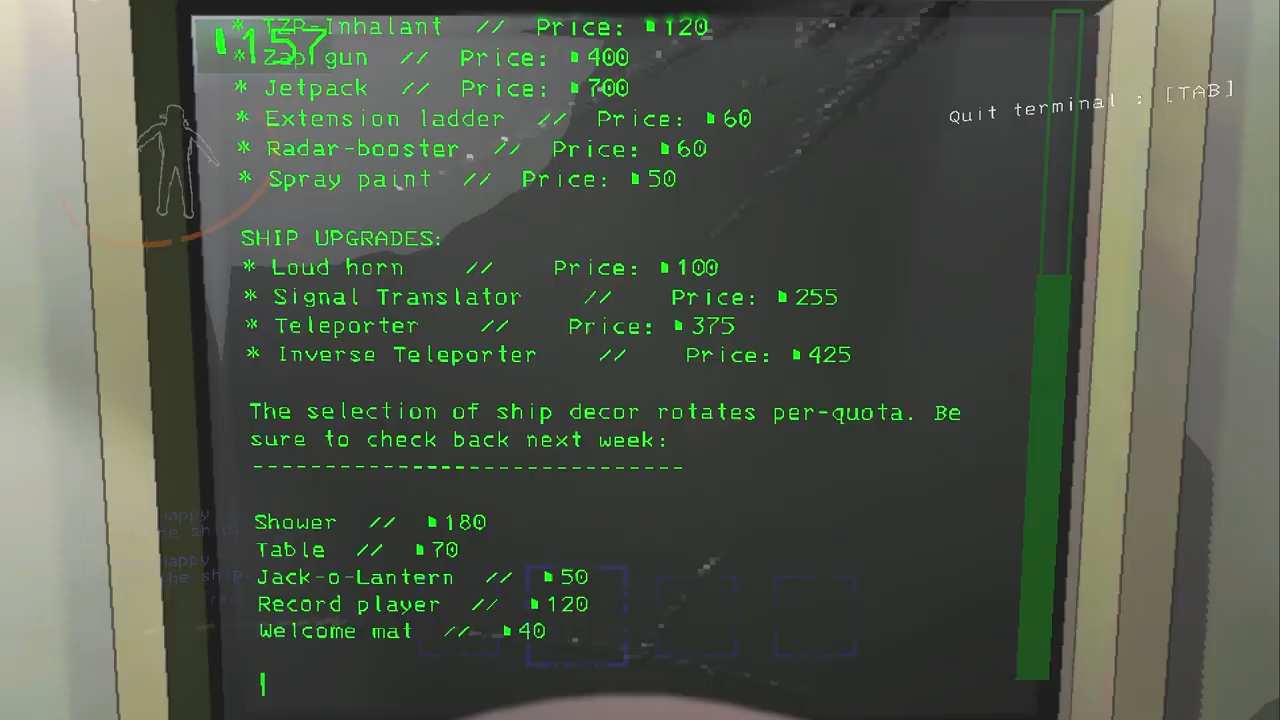 * TZP-Inhalant // Price: ▮120
▮157
* Zap gun // Price: ▮400
* Jetpack // Price: ▮700
Quit terminal : [TAB]
* Extension ladder // Price: ▮60
* Radar-booster // Price: ▮60
* Spray paint // Price: ▮50
SHIP UPGRADES:
* Loud horn // Price: ▮100
* Signal Translator // Price: ▮255
* Teleporter // Price: ▮375
* Inverse Teleporter // Price: ▮425
The selection of ship decor rotates per-quota. Be
sure to check back next week:
--------------------------------
Shower // ▮180
Table // ▮70
Jack-o-Lantern // ▮50
Record player // ▮120
Welcome mat // ▮40